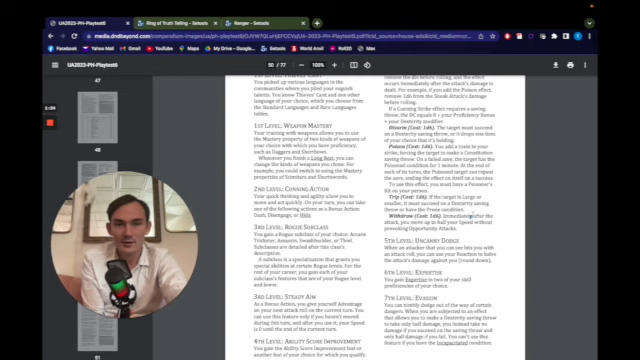 UA2023-PH-Playtest6
Ring of Truth Telling - 5etools
Ranger - 5etools
media.dndbeyond.com/compendium-images/ua/ph-playtest6/
Facebook
Yahoo Mail
Gmail
YouTube
Maps
My Drive - Google...
5etools
World Anvil
Roll20
MAC
UA2023-PH-Playtest6
50 / 77
100%
47
48
51
1:39
You picked up various languages in the
communities where you plied your roguish
talents. You know Thieves' Cant and one other
language of your choice, which you choose from
the Standard Languages and Rare Languages
tables.
1ST LEVEL: WEAPON MASTERY
Your training with weapons allows you to use
the Mastery property of two kinds of weapons
of your choice with which you have proficiency,
such as Daggers and Shortbows.
Whenever you finish a Long Rest, you can
change the kinds of weapons you chose. For
example, you could switch to using the Mastery
properties of Scimitars and Shortswords.
2ND LEVEL: CUNNING ACTION
Your quick thinking and agility allow you to
move and act quickly. On your turn, you can take
one of the following actions as a Bonus Action:
Dash, Disengage, or Hide.
3RD LEVEL: ROGUE SUBCLASS
You gain a Rogue subclass of your choice: Arcane
Trickster, Assassin, Swashbuckler, or Thief.
Subclasses are detailed after this class's
description.
A subclass is a specialization that grants you
special abilities at certain Rogue levels. For
the rest of your career, you gain each of your
subclass's features that are of your Rogue level
and lower.
3RD LEVEL: STEADY AIM
As a Bonus Action, you give yourself Advantage
on your next attack roll on the current turn. You
can use this feature only if you haven't moved
during this turn, and after you use it, your Speed
is 0 until the end of the current turn.
4TH LEVEL: ABILITY SCORE IMPROVEMENT
You gain the Ability Score Improvement feat or
another feat of your choice for which you qualify.
remove the die before rolling, and the effect
occurs immediately after the attack's damage is
dealt. For example, if you add the Poison effect,
remove 1d6 from the Sneak Attack's damage
before rolling.
If a Cunning Strike effect requires a saving
throw, the DC equals 8 + your Proficiency Bonus
+ your Dexterity modifier.
Disarm (Cost: 1d6). The target must succeed
on a Dexterity saving throw, or it drops one item
of your choice that it's holding.
Poison (Cost: 1d6). You add a toxin to your
strike, forcing the target to make a Constitution
saving throw. On a failed save, the target has the
Poisoned condition for 1 minute. At the end of
each of its turns, the Poisoned target can repeat
the save, ending the effect on itself on a success.
To use this effect, you must have a Poisoner's
Kit on your person.
Trip (Cost: 1d6). If the target is Large or
smaller, it must succeed on a Dexterity saving
throw or have the Prone condition.
Withdraw (Cost: 1d6). Immediately after the
attack, you move up to half your Speed without
provoking Opportunity Attacks.
5TH LEVEL: UNCANNY DODGE
When an attacker that you can see hits you with
an attack roll, you can use your Reaction to halve
the attack's damage against you (round down).
6TH LEVEL: EXPERTISE
You gain Expertise in two of your skill
proficiencies of your choice.
7TH LEVEL: EVASION
You can nimbly dodge out of the way of certain
dangers. When you are subjected to an effect
that allows you to make a Dexterity saving throw
to take only half damage, you instead take no
damage if you succeed on the saving throw and
only half damage if you fail. You can't use this
feature if you have the Incapacitated condition.